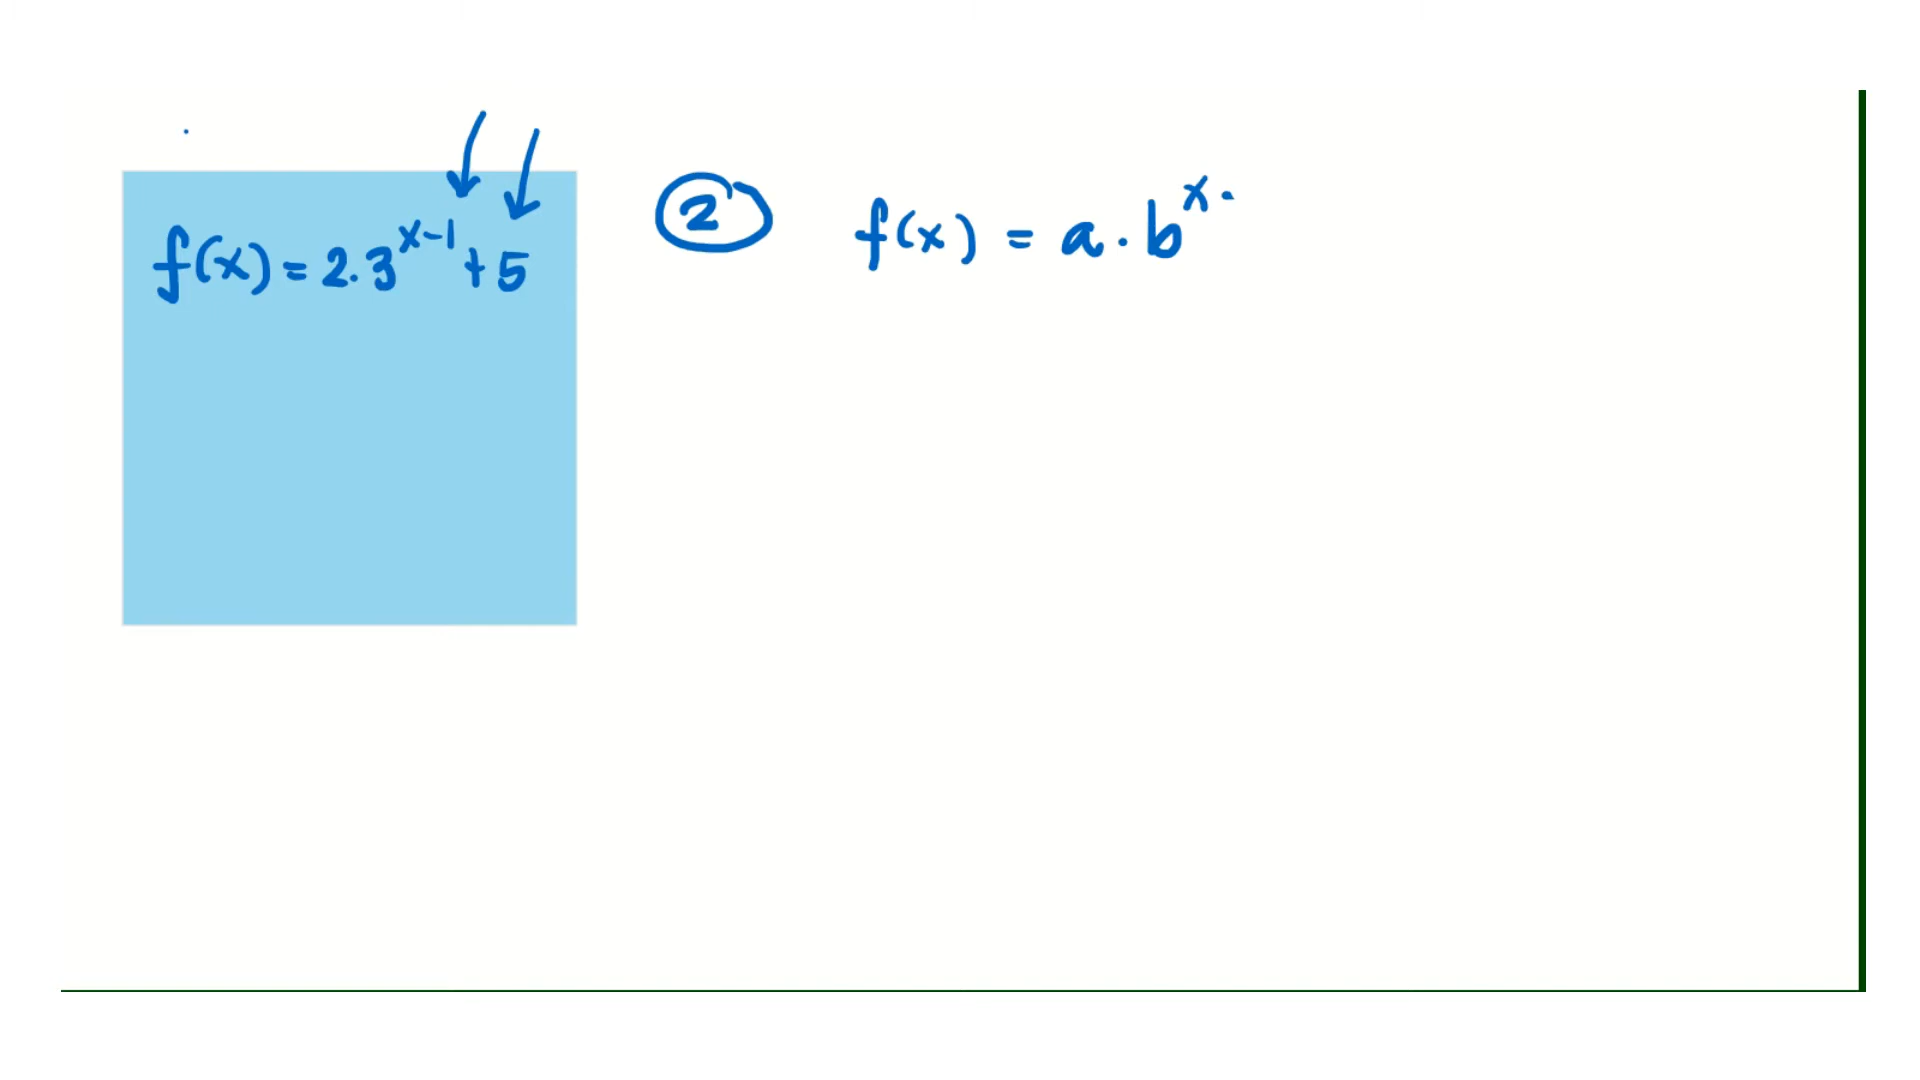 f(x) = 2.3^{x-1} + 5
② f(x) = a · b^{x-}